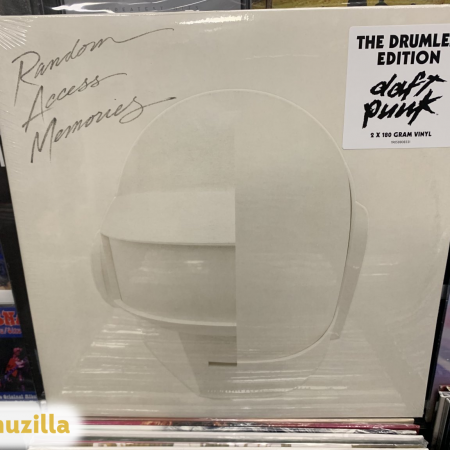 Random
Access
Memories
THE DRUMLE
EDITION
daft
punk
2 X 180 GRAM VINYL
uzilla